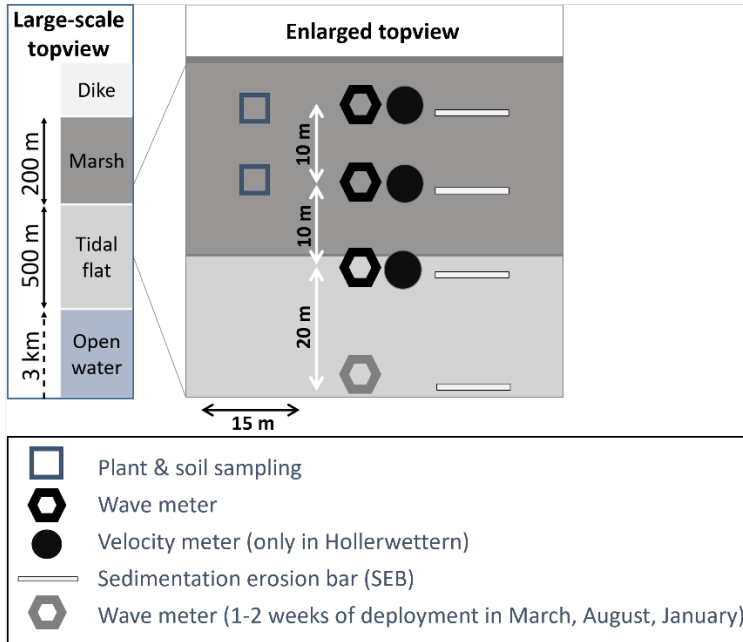 Large-scale
topview
Dike
Marsh
200 m
Tidal
flat
500 m
Open
water
3 km
Enlarged topview
10 m
10 m
20 m
15 m
Plant & soil sampling
Wave meter
Velocity meter (only in Hollerwettern)
Sedimentation erosion bar (SEB)
Wave meter (1-2 weeks of deployment in March, August, January)